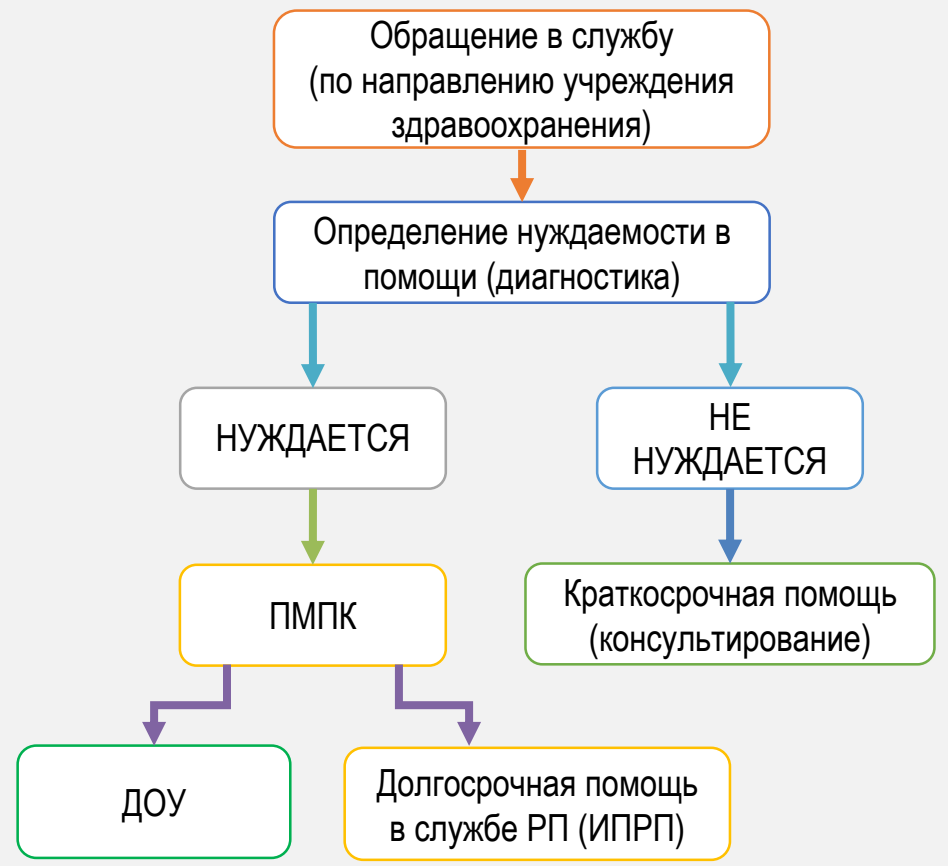 Обращение в службу
(по направлению учреждения
здравоохранения)
Определение нуждаемости в
помощи (диагностика)
НУЖДАЕТСЯ
НЕ
НУЖДАЕТСЯ
ПМПК
Краткосрочная помощь
(консультирование)
ДОУ
Долгосрочная помощь
в службе РП (ИПРП)